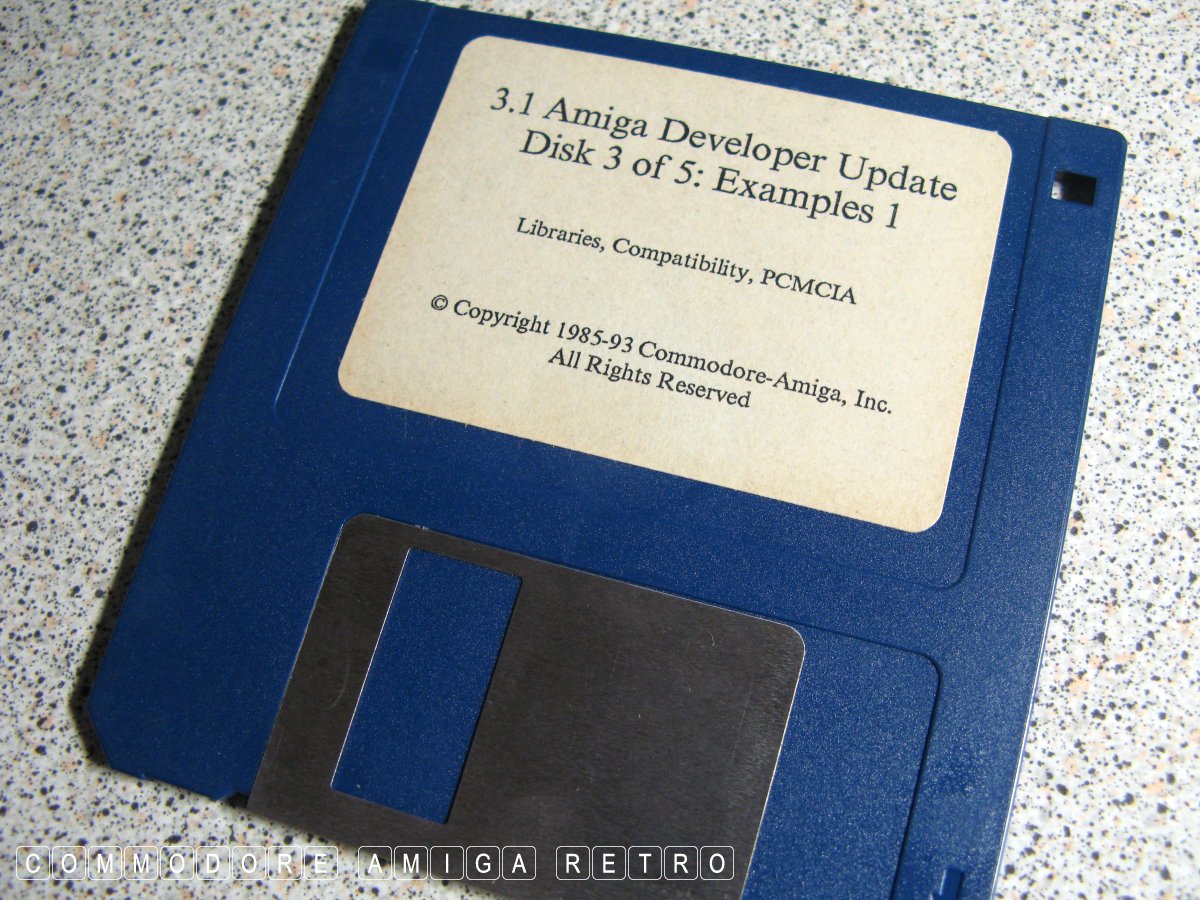 3.1 Amiga Developer Update
Disk 3 of 5: Examples 1
Libraries, Compatibility, PCMCIA
© Copyright 1985-93 Commodore-Amiga, Inc.
All Rights Reserved
COMMODORE AMIGA RETRO